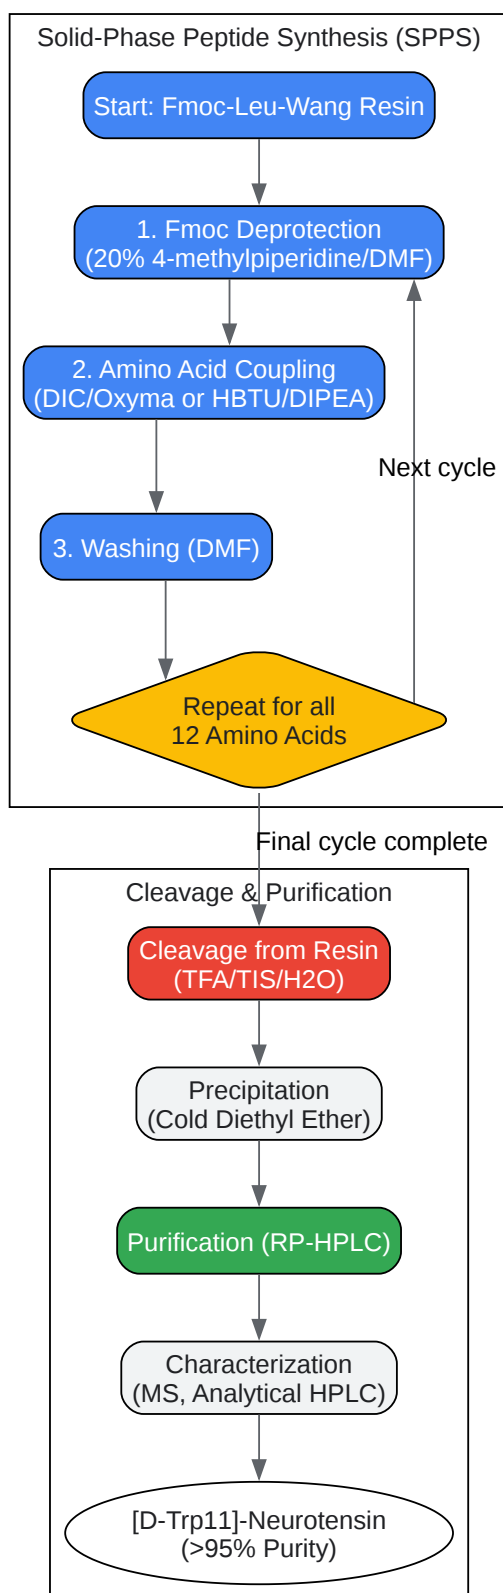 Solid-Phase Peptide Synthesis (SPPS)
Start: Fmoc-Leu-Wang Resin
1. Fmoc Deprotection
(20% 4-methylpiperidine/DMF)
2. Amino Acid Coupling
(DIC/Oxyma or HBTU/DIPEA)
Next cycle
3. Washing (DMF)
Repeat for all
12 Amino Acids
Final cycle complete
Cleavage & Purification
Cleavage from Resin
(TFA/TIS/H2O)
Precipitation
(Cold Diethyl Ether)
Purification (RP-HPLC)
Characterization
(MS, Analytical HPLC)
[D-Trp11]-Neurotensin
(>95% Purity)